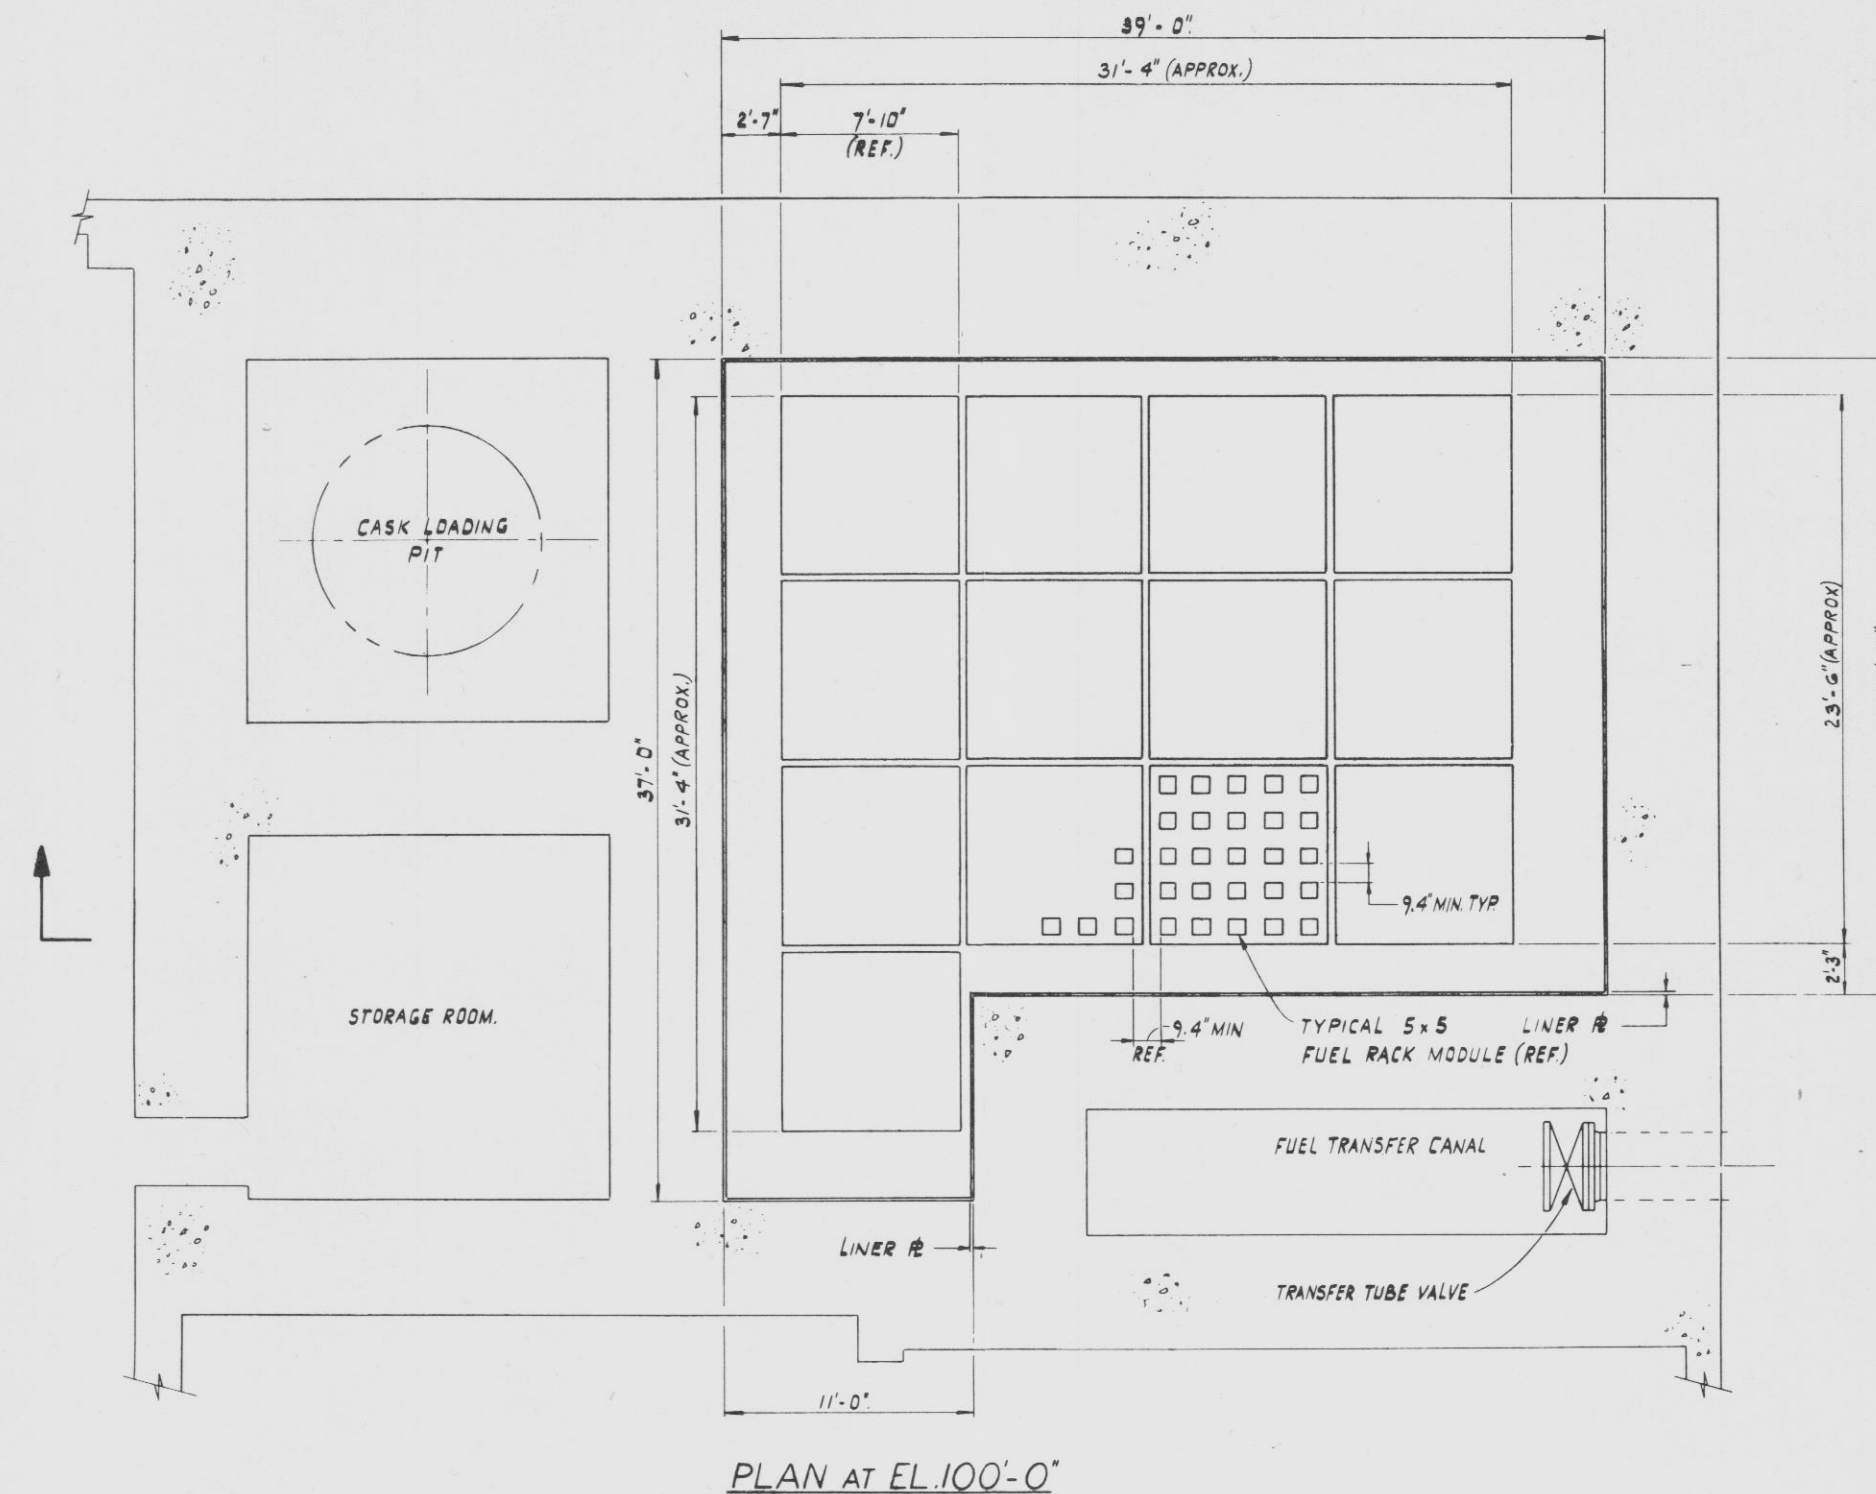 39'-0"
31'-4" (APPROX.)
2'-7"
7'-10"
(REF.)
CASK LOADING
PIT
37'-0"
31'-4" (APPROX.)
23'-6" (APPROX)
9.4" MIN. TYP.
2'-3"
STORAGE ROOM.
9.4" MIN
REF.
TYPICAL 5x5
FUEL RACK MODULE (REF.)
LINER PL
FUEL TRANSFER CANAL
LINER PL
TRANSFER TUBE VALVE
11'-0"
PLAN AT EL.100'-0"